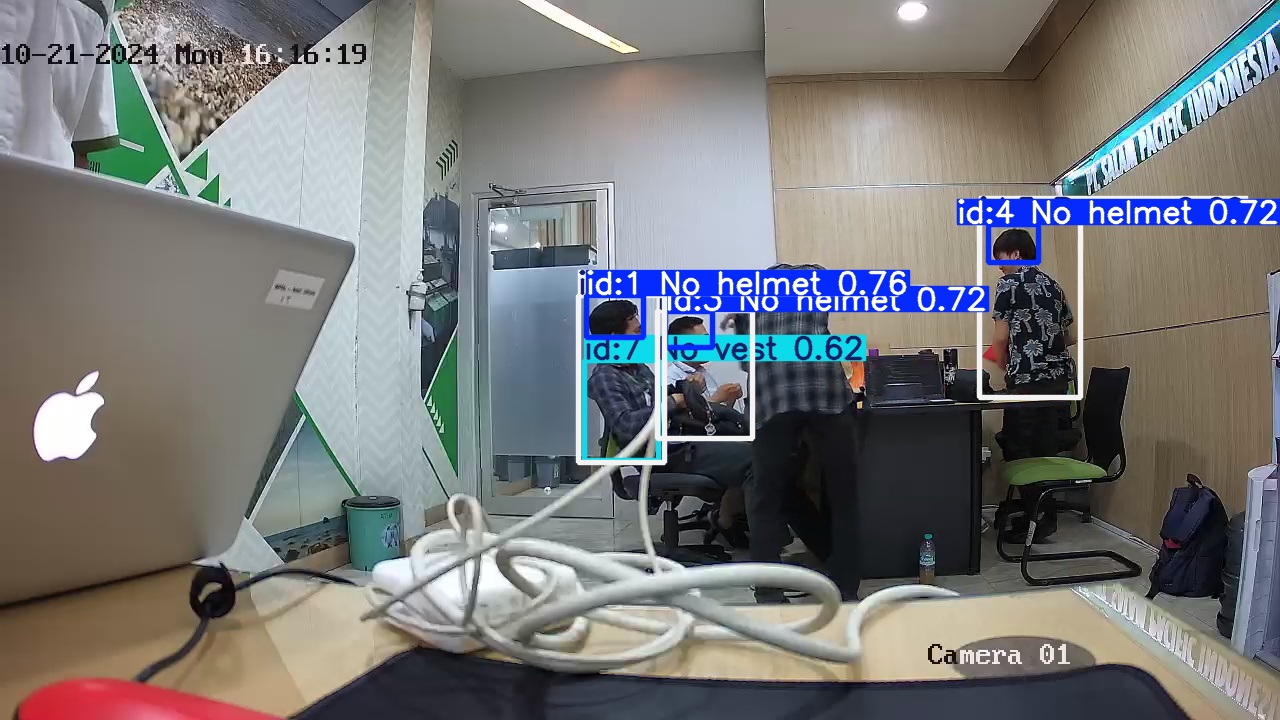 10-21-2024 Mon 16:16:19
PT. SALAM PACIFIC INDONESIA
id:4 No helmet 0.72
id:1 No helmet 0.76
id:3 No helmet 0.72
id:7 No vest 0.62
Camera 01